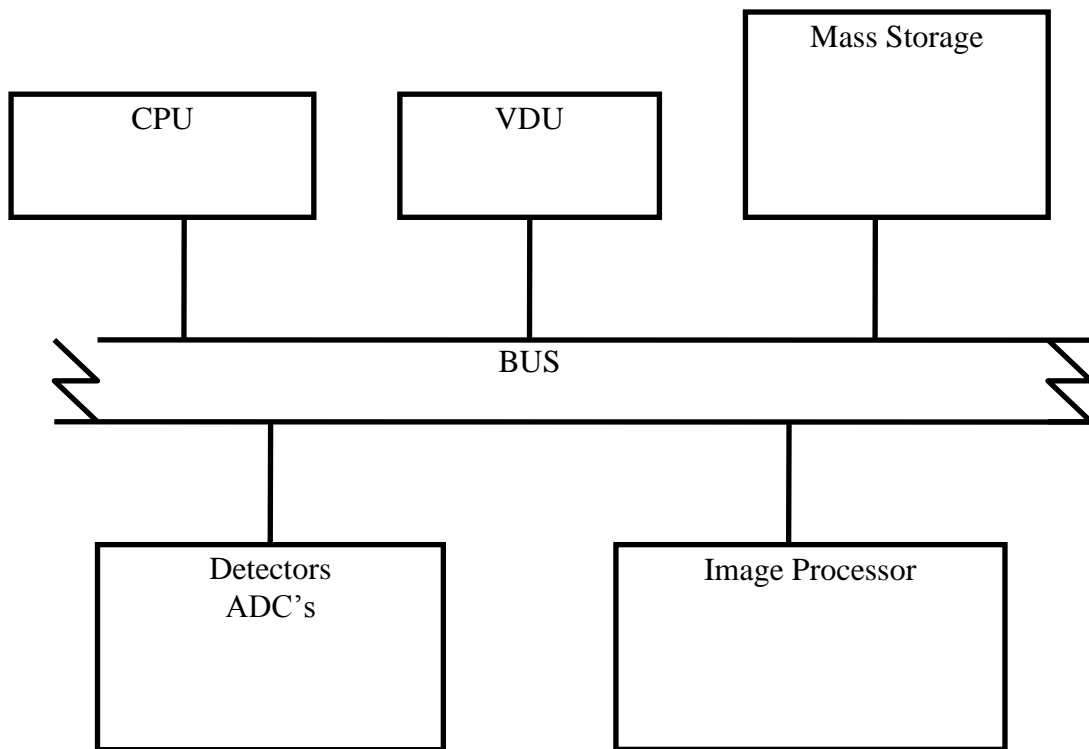 Mass Storage
CPU
VDU
BUS
Detectors
ADC’s
Image Processor